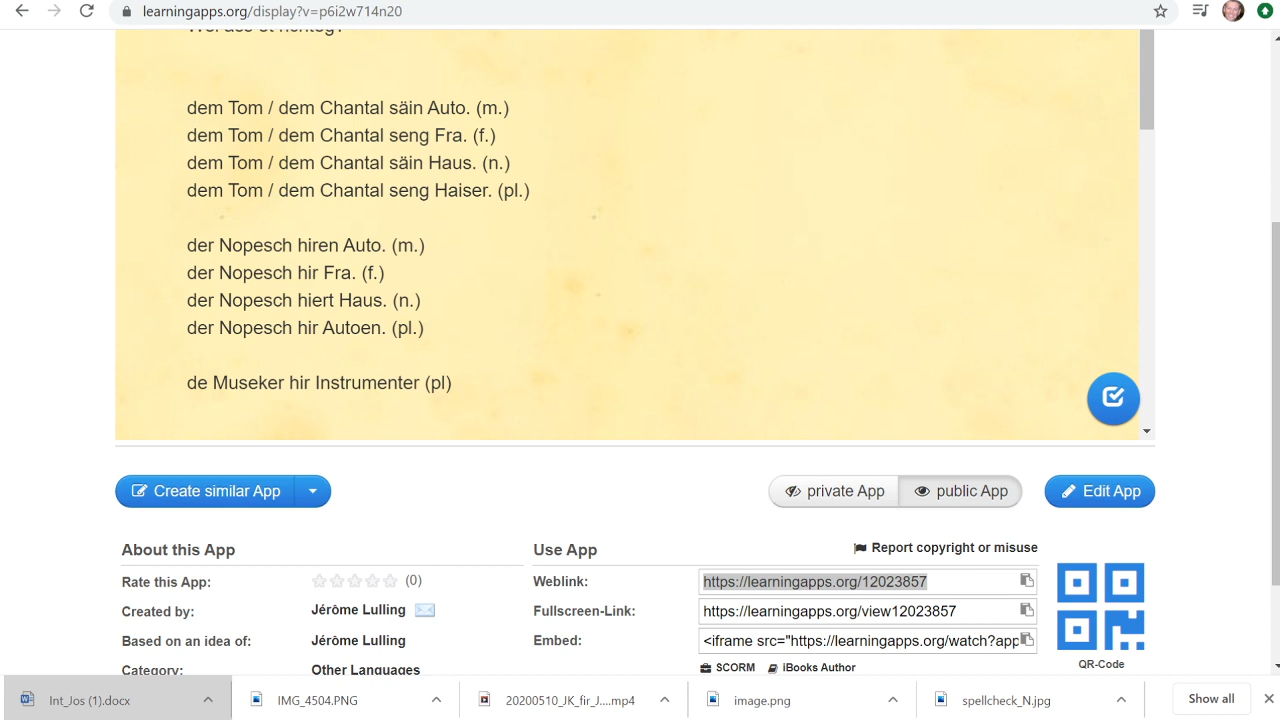 learningapps.org/display?v=p6i2w714n20
dem Tom / dem Chantal säin Auto. (m.)
dem Tom / dem Chantal seng Fra. (f.)
dem Tom / dem Chantal säin Haus. (n.)
dem Tom / dem Chantal seng Haiser. (pl.)
der Nopesch hiren Auto. (m.)
der Nopesch hir Fra. (f.)
der Nopesch hiert Haus. (n.)
der Nopesch hir Autoen. (pl.)
de Museker hir Instrumenter (pl)
Create similar App
private App
public App
Edit App
About this App
Rate this App: (0)
Created by: Jérôme Lulling
Based on an idea of: Jérôme Lulling
Category: Other Languages
Use App
Report copyright or misuse
Weblink: https://learningapps.org/12023857
Fullscreen-Link: https://learningapps.org/view12023857
Embed: <iframe src="https://learningapps.org/watch?app
SCORM iBooks Author
QR-Code
Int_Jos (1).docx
IMG_4504.PNG
20200510_JK_fir_J....mp4
image.png
spellcheck_N.jpg
Show all